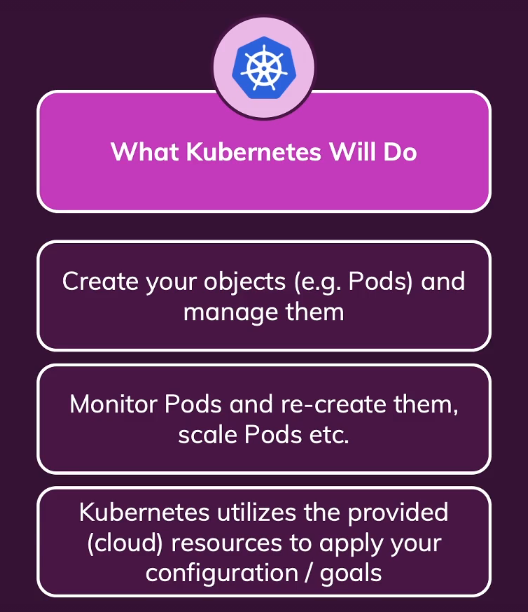 What Kubernetes Will Do
Create your objects (e.g. Pods) and
manage them
Monitor Pods and re-create them,
scale Pods etc.
Kubernetes utilizes the provided
(cloud) resources to apply your
configuration / goals